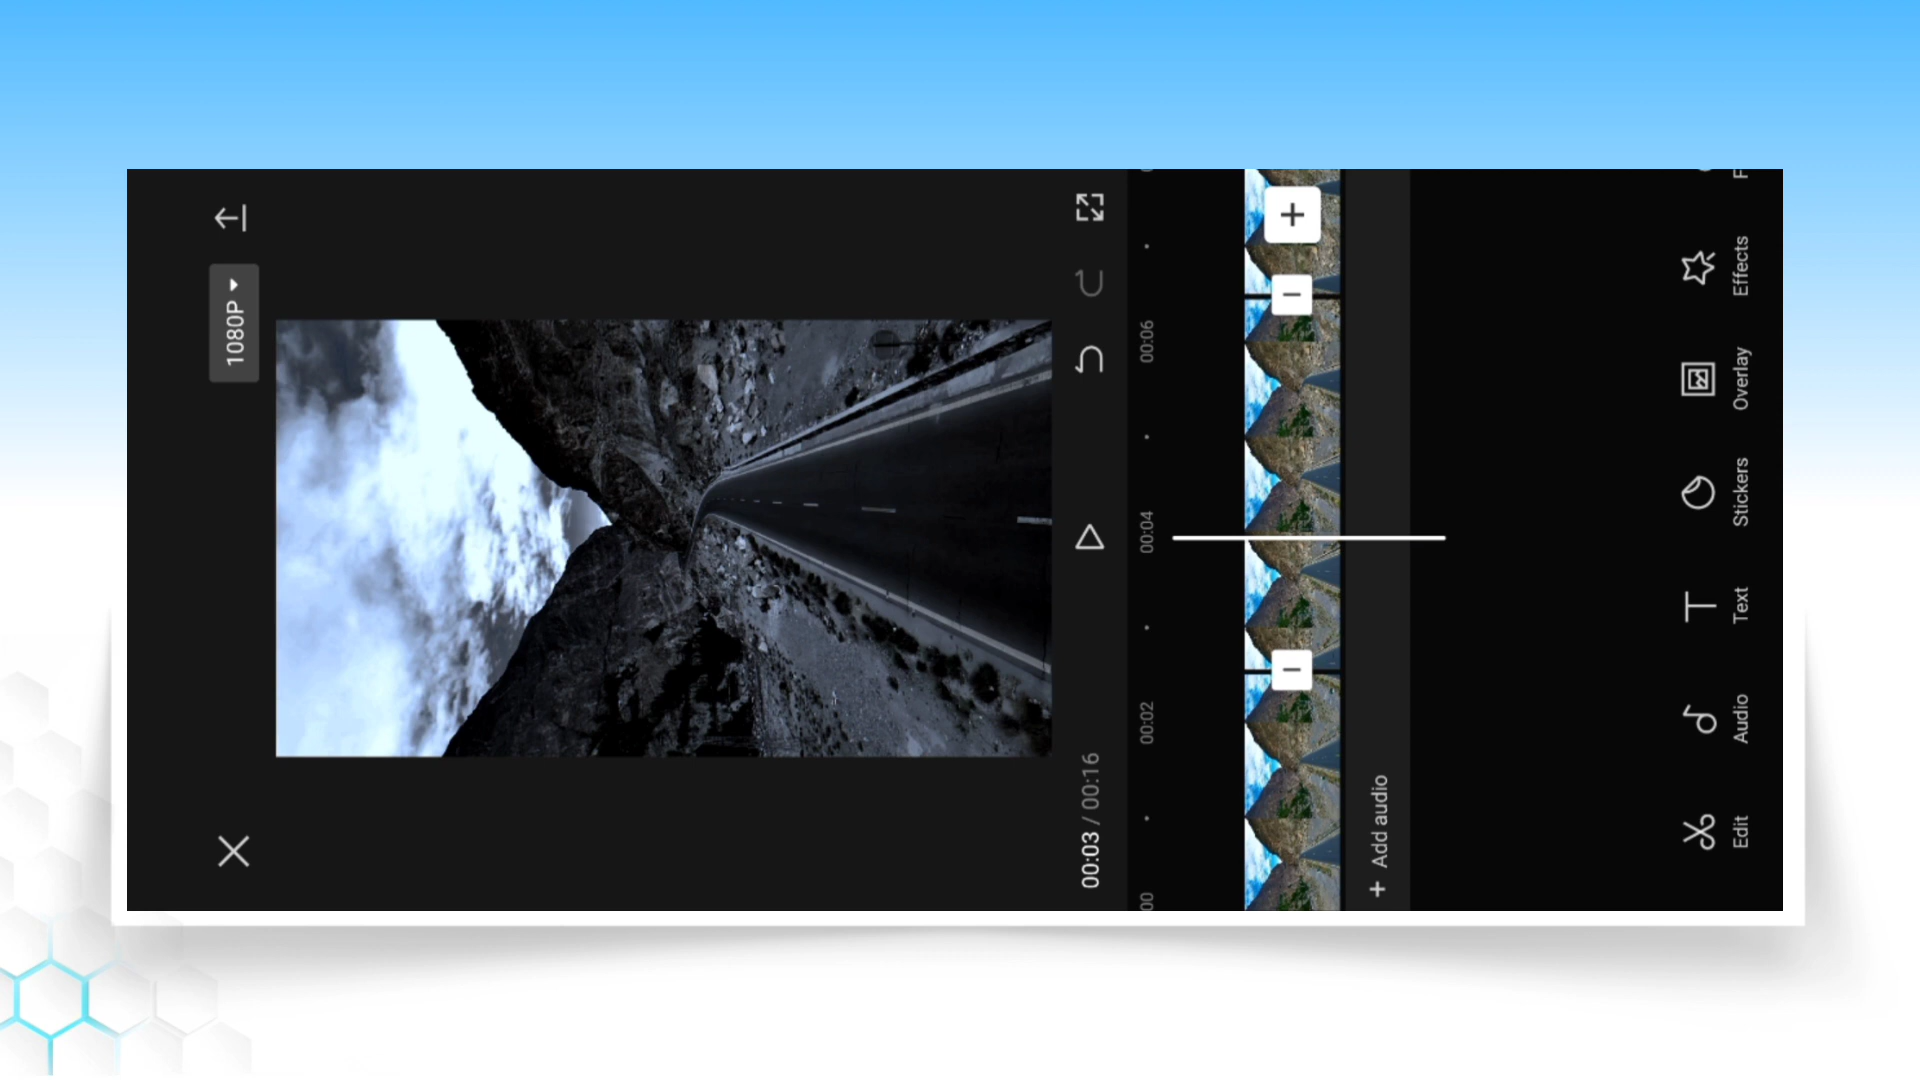 1080P
00:03 / 00:16
00
00:02
00:04
00:06
+ Add audio
Edit
Audio
Text
Stickers
Overlay
Effects
F